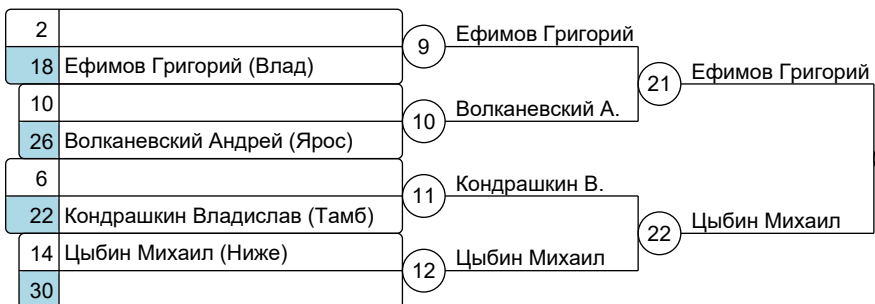 2
18 Ефимов Григорий (Влад)
9
Ефимов Григорий
10
26 Волканевский Андрей (Ярос)
10
Волканевский А.
21
Ефимов Григорий
6
22 Кондрашкин Владислав (Тамб)
11
Кондрашкин В.
14 Цыбин Михаил (Ниже)
30
12
Цыбин Михаил
22
Цыбин Михаил